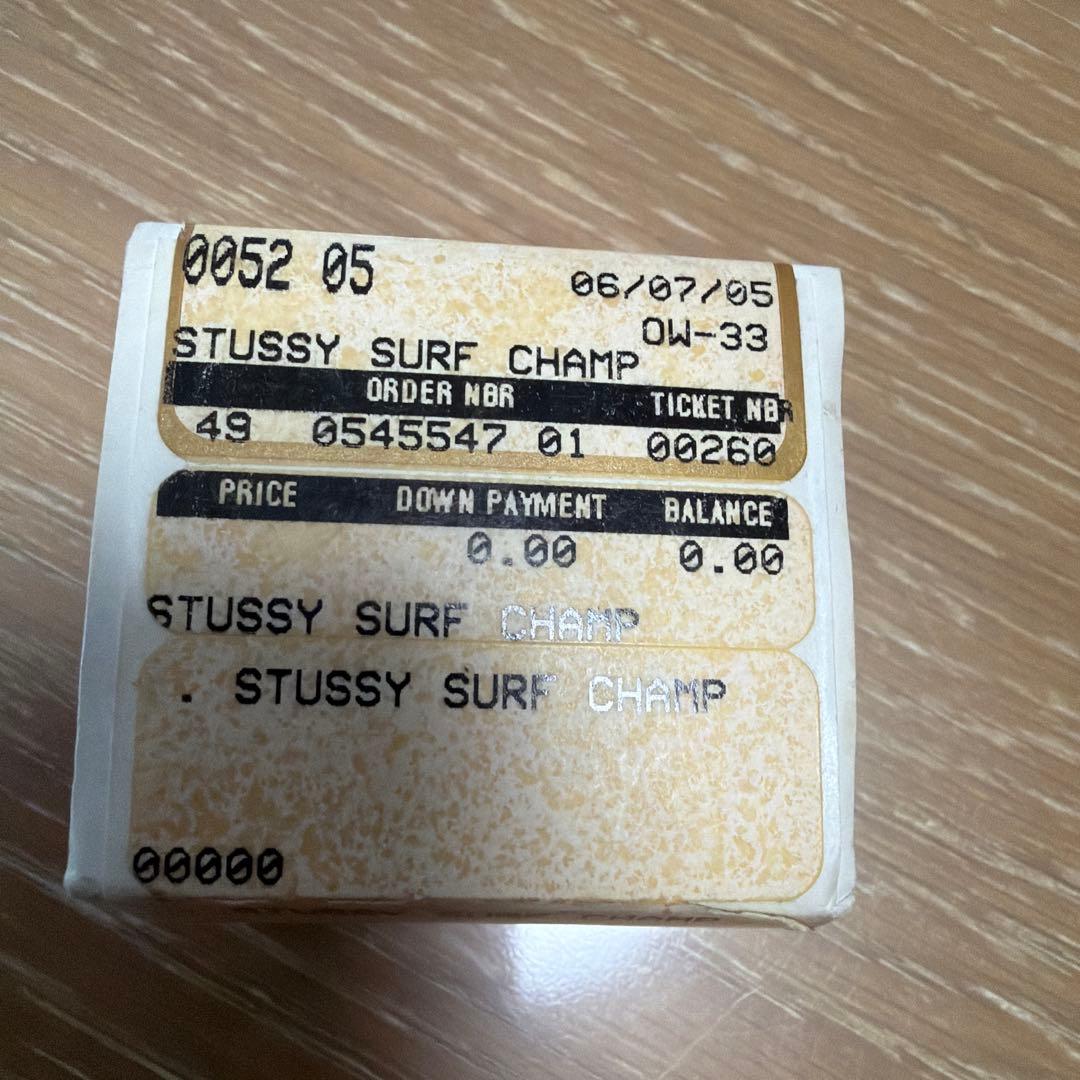 0052 05
06/07/05
OW-33
STUSSY SURF CHAMP
ORDER NBR TICKET NBR
49 0545547 01 00260
PRICE DOWN PAYMENT BALANCE
0.00 0.00
STUSSY SURF CHAMP
. STUSSY SURF CHAMP
00000